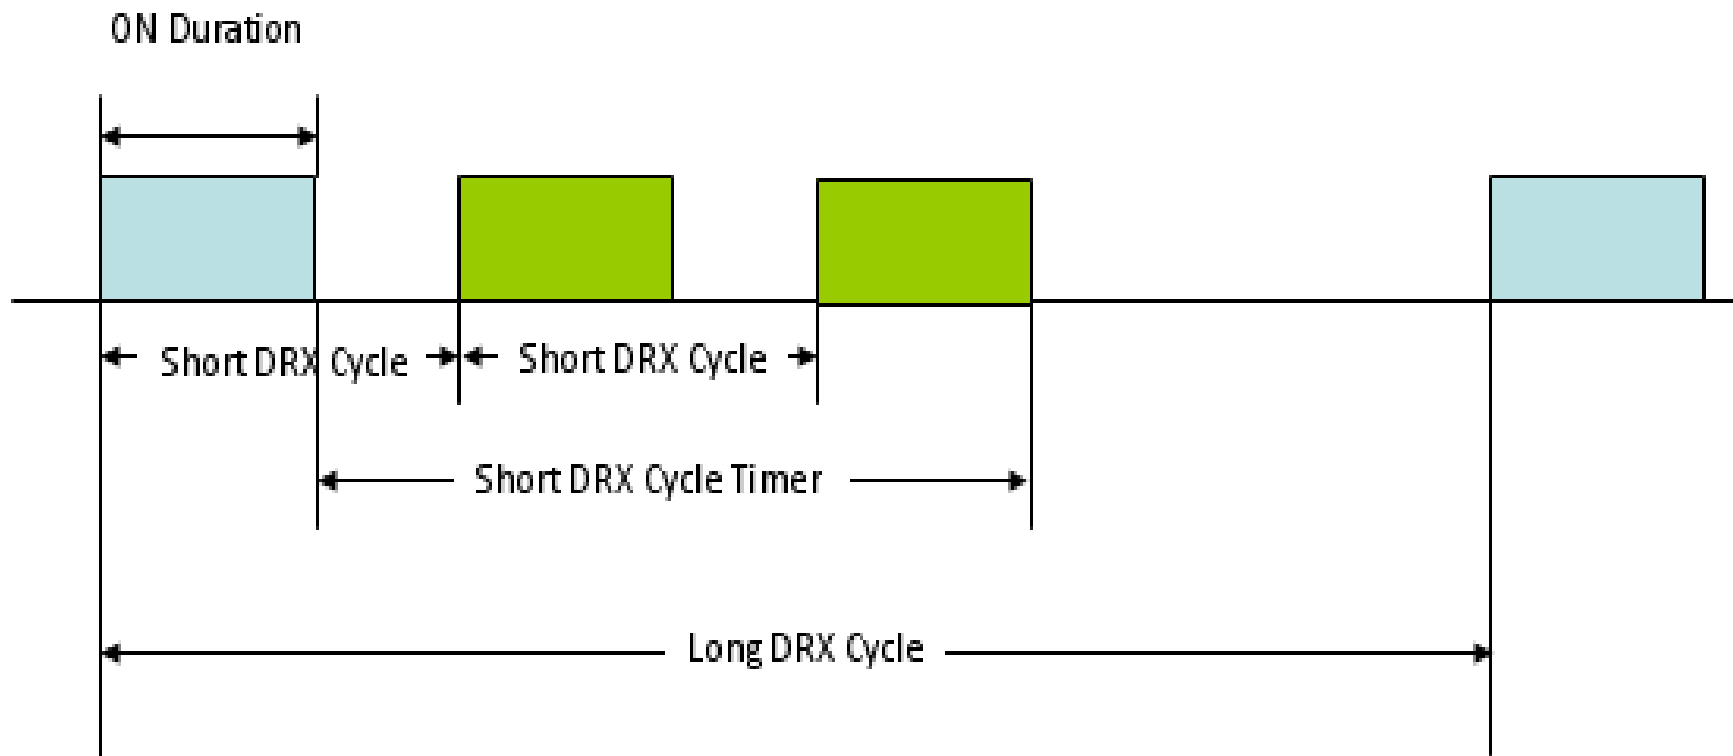 ON Duration
Short DRX Cycle
Short DRX Cycle
Short DRX Cycle Timer
Long DRX Cycle